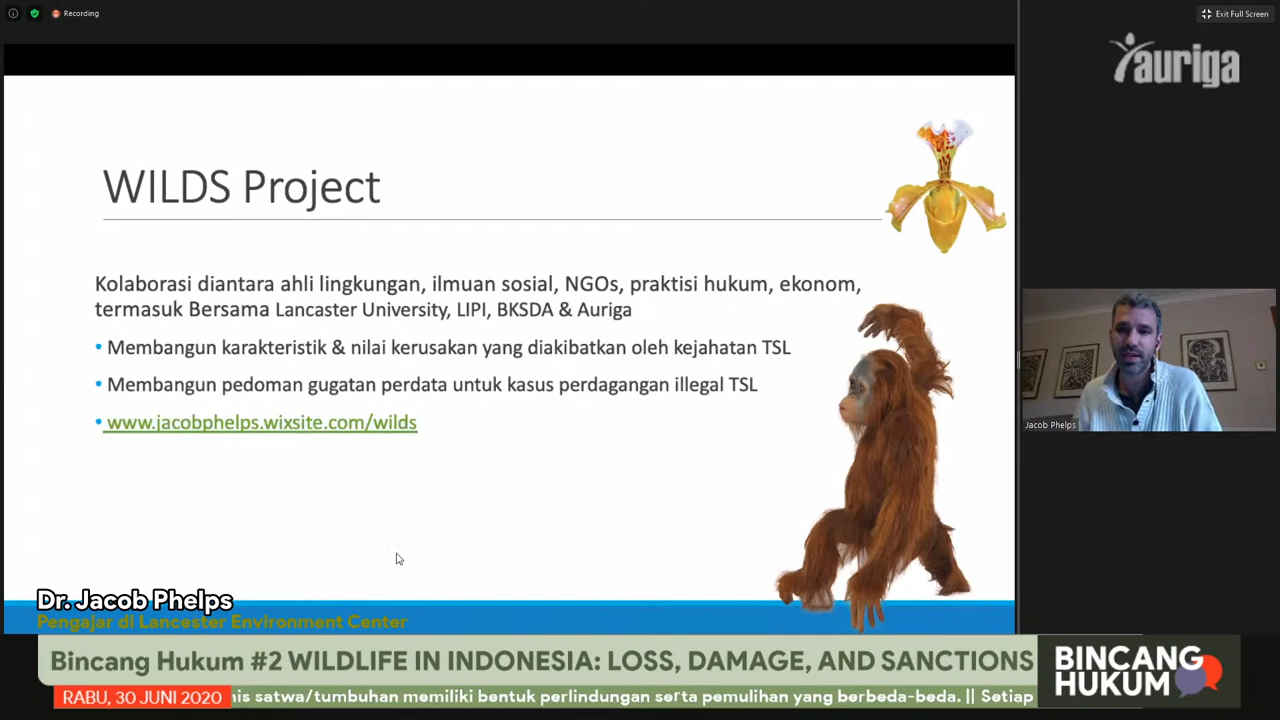 Recording
Exit Full Screen
auriga
WILDS Project
Kolaborasi diantara ahli lingkungan, ilmuan sosial, NGOs, praktisi hukum, ekonom,
termasuk Bersama Lancaster University, LIPI, BKSDA & Auriga
• Membangun karakteristik & nilai kerusakan yang diakibatkan oleh kejahatan TSL
• Membangun pedoman gugatan perdata untuk kasus perdagangan illegal TSL
• www.jacobphelps.wixsite.com/wilds
Jacob Phelps
Dr. Jacob Phelps
Pengajar di Lancester Environment Center
Bincang Hukum #2 WILDLIFE IN INDONESIA: LOSS, DAMAGE, AND SANCTIONS
BINCANG
HUKUM
RABU, 30 JUNI 2020
nis satwa/tumbuhan memiliki bentuk perlindungan serta pemulihan yang berbeda-beda. || Setiap